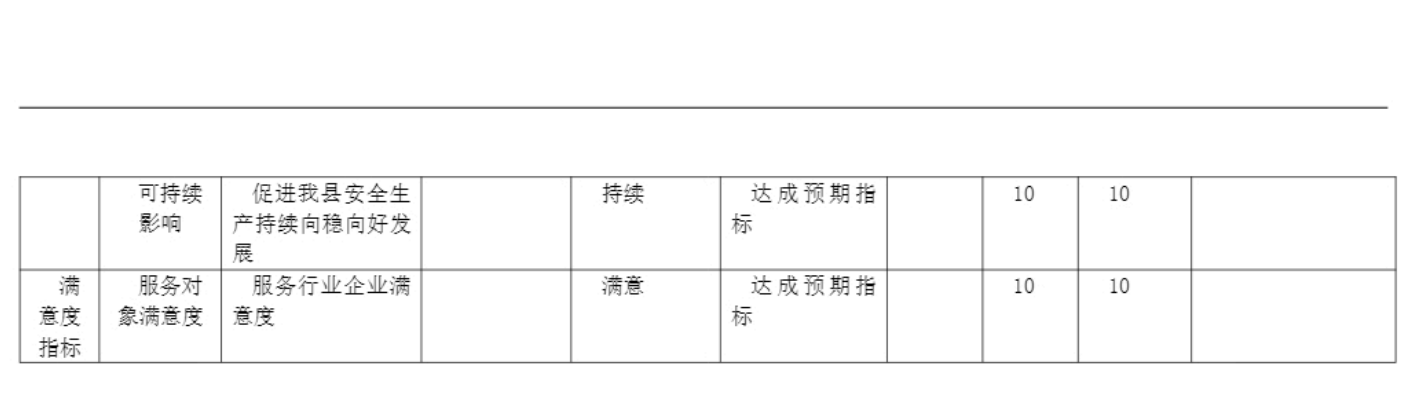 可持续
影响
促进我县安全生
产持续向稳向好发
展
持续
达成预期指
标
10
10
满
意度
指标
服务对
象满意度
服务行业企业满
意度
满意
达成预期指
标
10
10